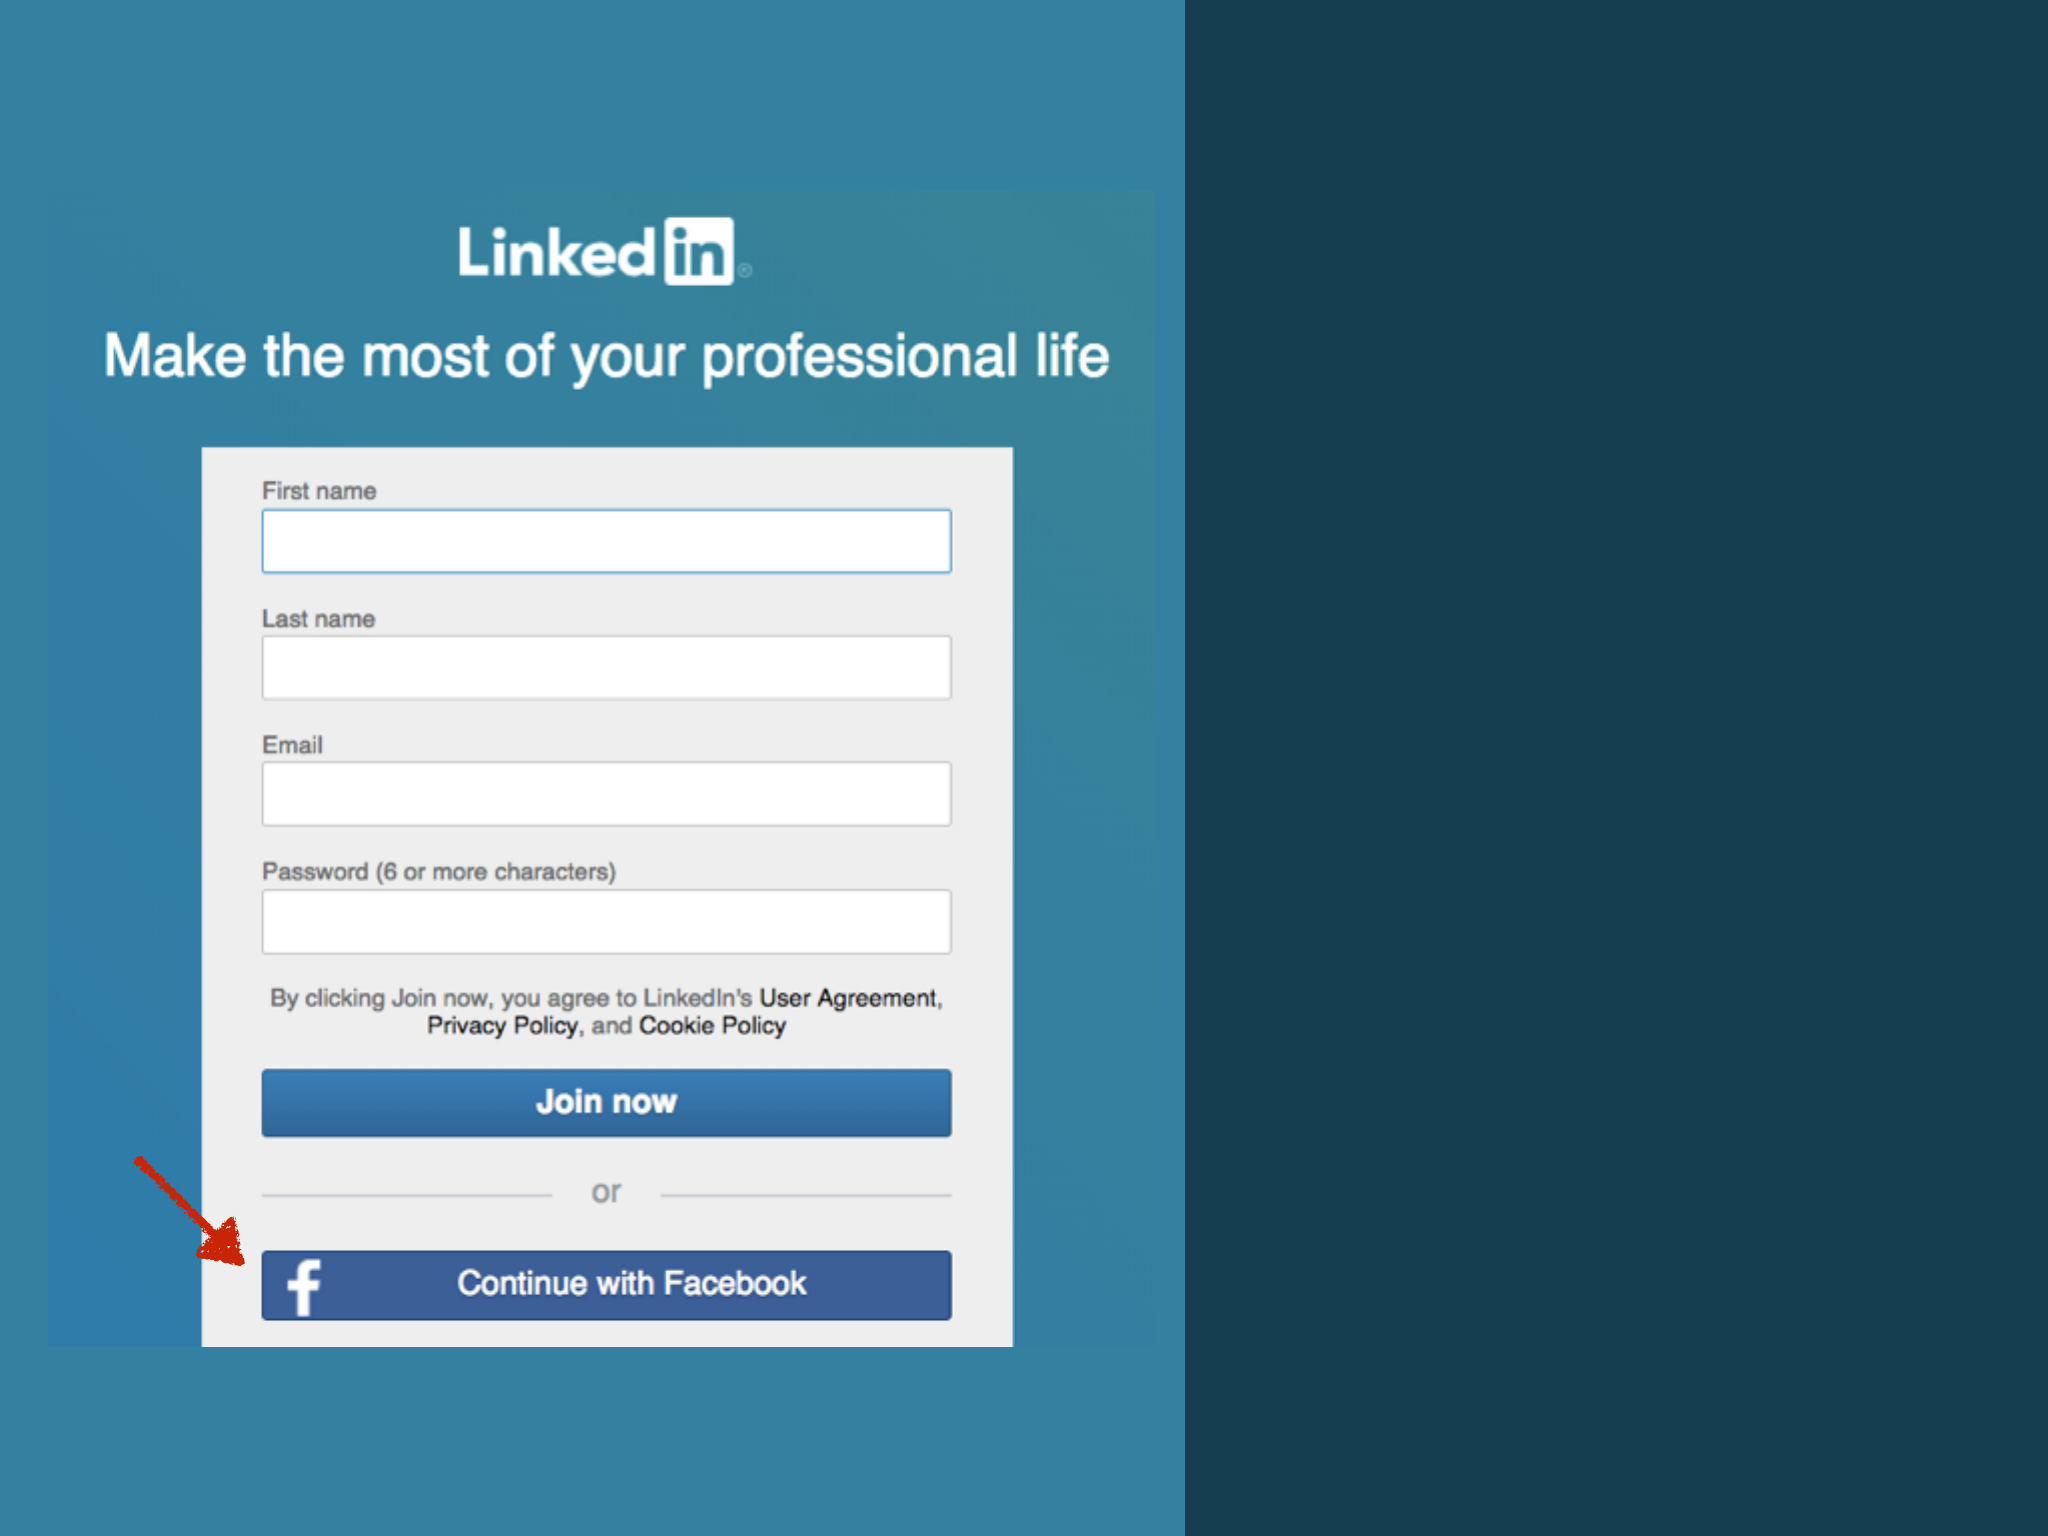 Linked in ®
Make the most of your professional life
First name
Last name
Email
Password (6 or more characters)
By clicking Join now, you agree to LinkedIn's User Agreement,
Privacy Policy, and Cookie Policy
Join now
or
f Continue with Facebook